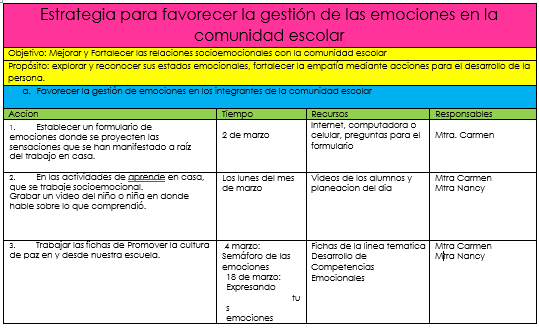 Estrategia para favorecer la gestión de las emociones en la
comunidad escolar
Objetivo: Mejorar y Fortalecer las relaciones socioemocionales con la comunidad escolar
Propósito: explorar y reconocer sus estados emocionales, fortalecer la empatía mediante acciones para el desarrollo de la
persona.
a. Favorecer la gestión de emociones en los integrantes de la comunidad escolar
Accion
Tiempo
Recursos
Responsables
1. Establecer un formulario de
emociones donde se proyecten las
sensaciones que se han manifestado a raíz
del trabajo en casa.
2 de marzo
Internet, computadora o
celular, preguntas para el
formulario
Mtra. Carmen
2. En las actividades de aprende en casa,
que se trabaje socioemocional.
Grabar un video del niño o niña en donde
hable sobre lo que comprendió.
Los lunes del mes
de marzo
Videos de los alumnos y
planeacion del día
Mtra Carmen
Mtra Nancy
3. Trabajar las fichas de Promover la cultura
de paz en y desde nuestra escuela.
4 marzo:
Semáforo de las
emociones
18 de marzo:
Expresando
tu
s
emociones
Fichas de la línea tematica
Desarrollo de
Competencias
Emocionales
Mtra Carmen
Mtra Nancy